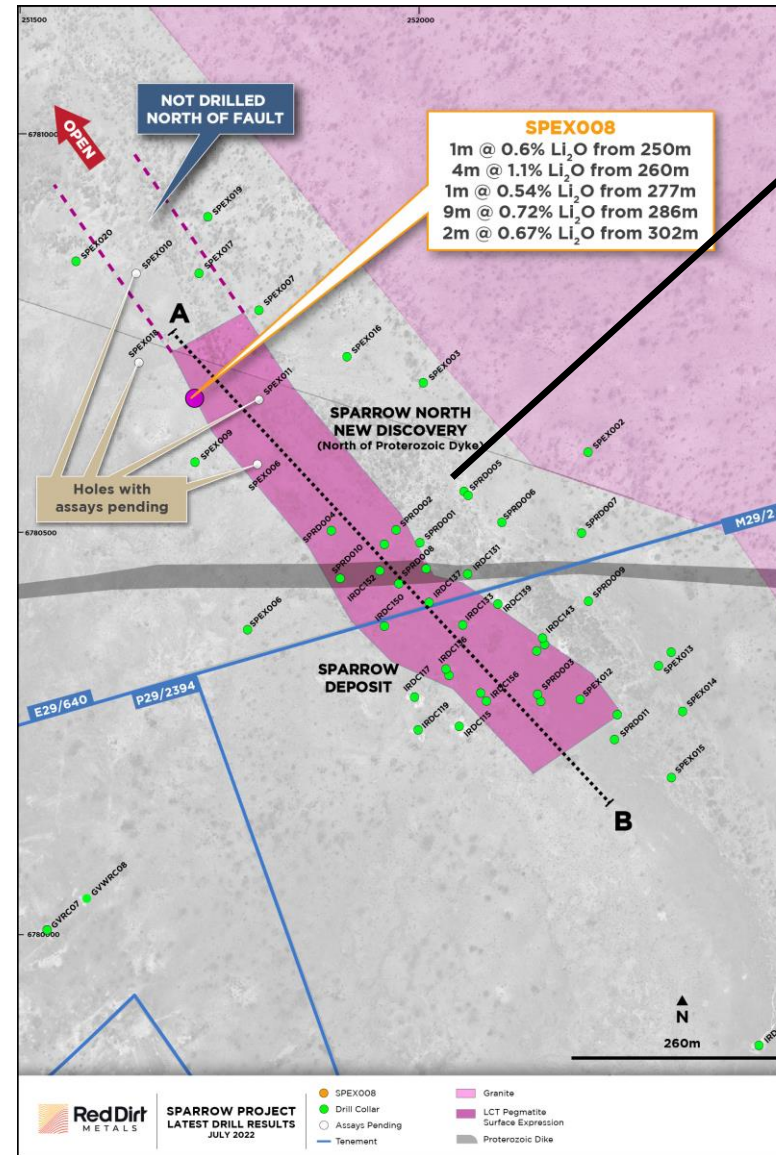 251500
252000
NOT DRILLED
NORTH OF FAULT
OPEN
6781000
SPEX008
1m @ 0.6% Li₂O from 250m
4m @ 1.1% Li₂O from 260m
1m @ 0.54% Li₂O from 277m
9m @ 0.72% Li₂O from 286m
2m @ 0.67% Li₂O from 302m
SPEX019
SPEX020
SPEX010
SPEX017
SPEX007
A
SPEX018
SPEX016
SPEX003
SPEX011
SPARROW NORTH
NEW DISCOVERY
(North of Proterozoic Dyke)
SPEX002
SPEX009
SPEX006
Holes with
assays pending
SPRD005
SPRD006
SPRD007
SPRD004
SPRD002
SPRD001
M29/2
6780500
SPRD010
IRDC152
SPRD008
IRDC131
IRDC137
IRDC139
SPRD009
SPEX006
IRDC150
IRDC133
IRDC143
IRDC136
SPEX013
SPARROW
DEPOSIT
IRDC117
IRDC156
SPRD003
SPEX012
SPEX014
E29/640
P29/2394
IRDC119
IRDC115
SPRD011
SPEX015
B
GVWRC08
GVRC07
6780000
N
260m
IRD
RedDirt
METALS
SPARROW PROJECT
LATEST DRILL RESULTS
JULY 2022
SPEX008
Drill Collar
Assays Pending
Tenement
Granite
LCT Pegmatite
Surface Expression
Proterozoic Dike